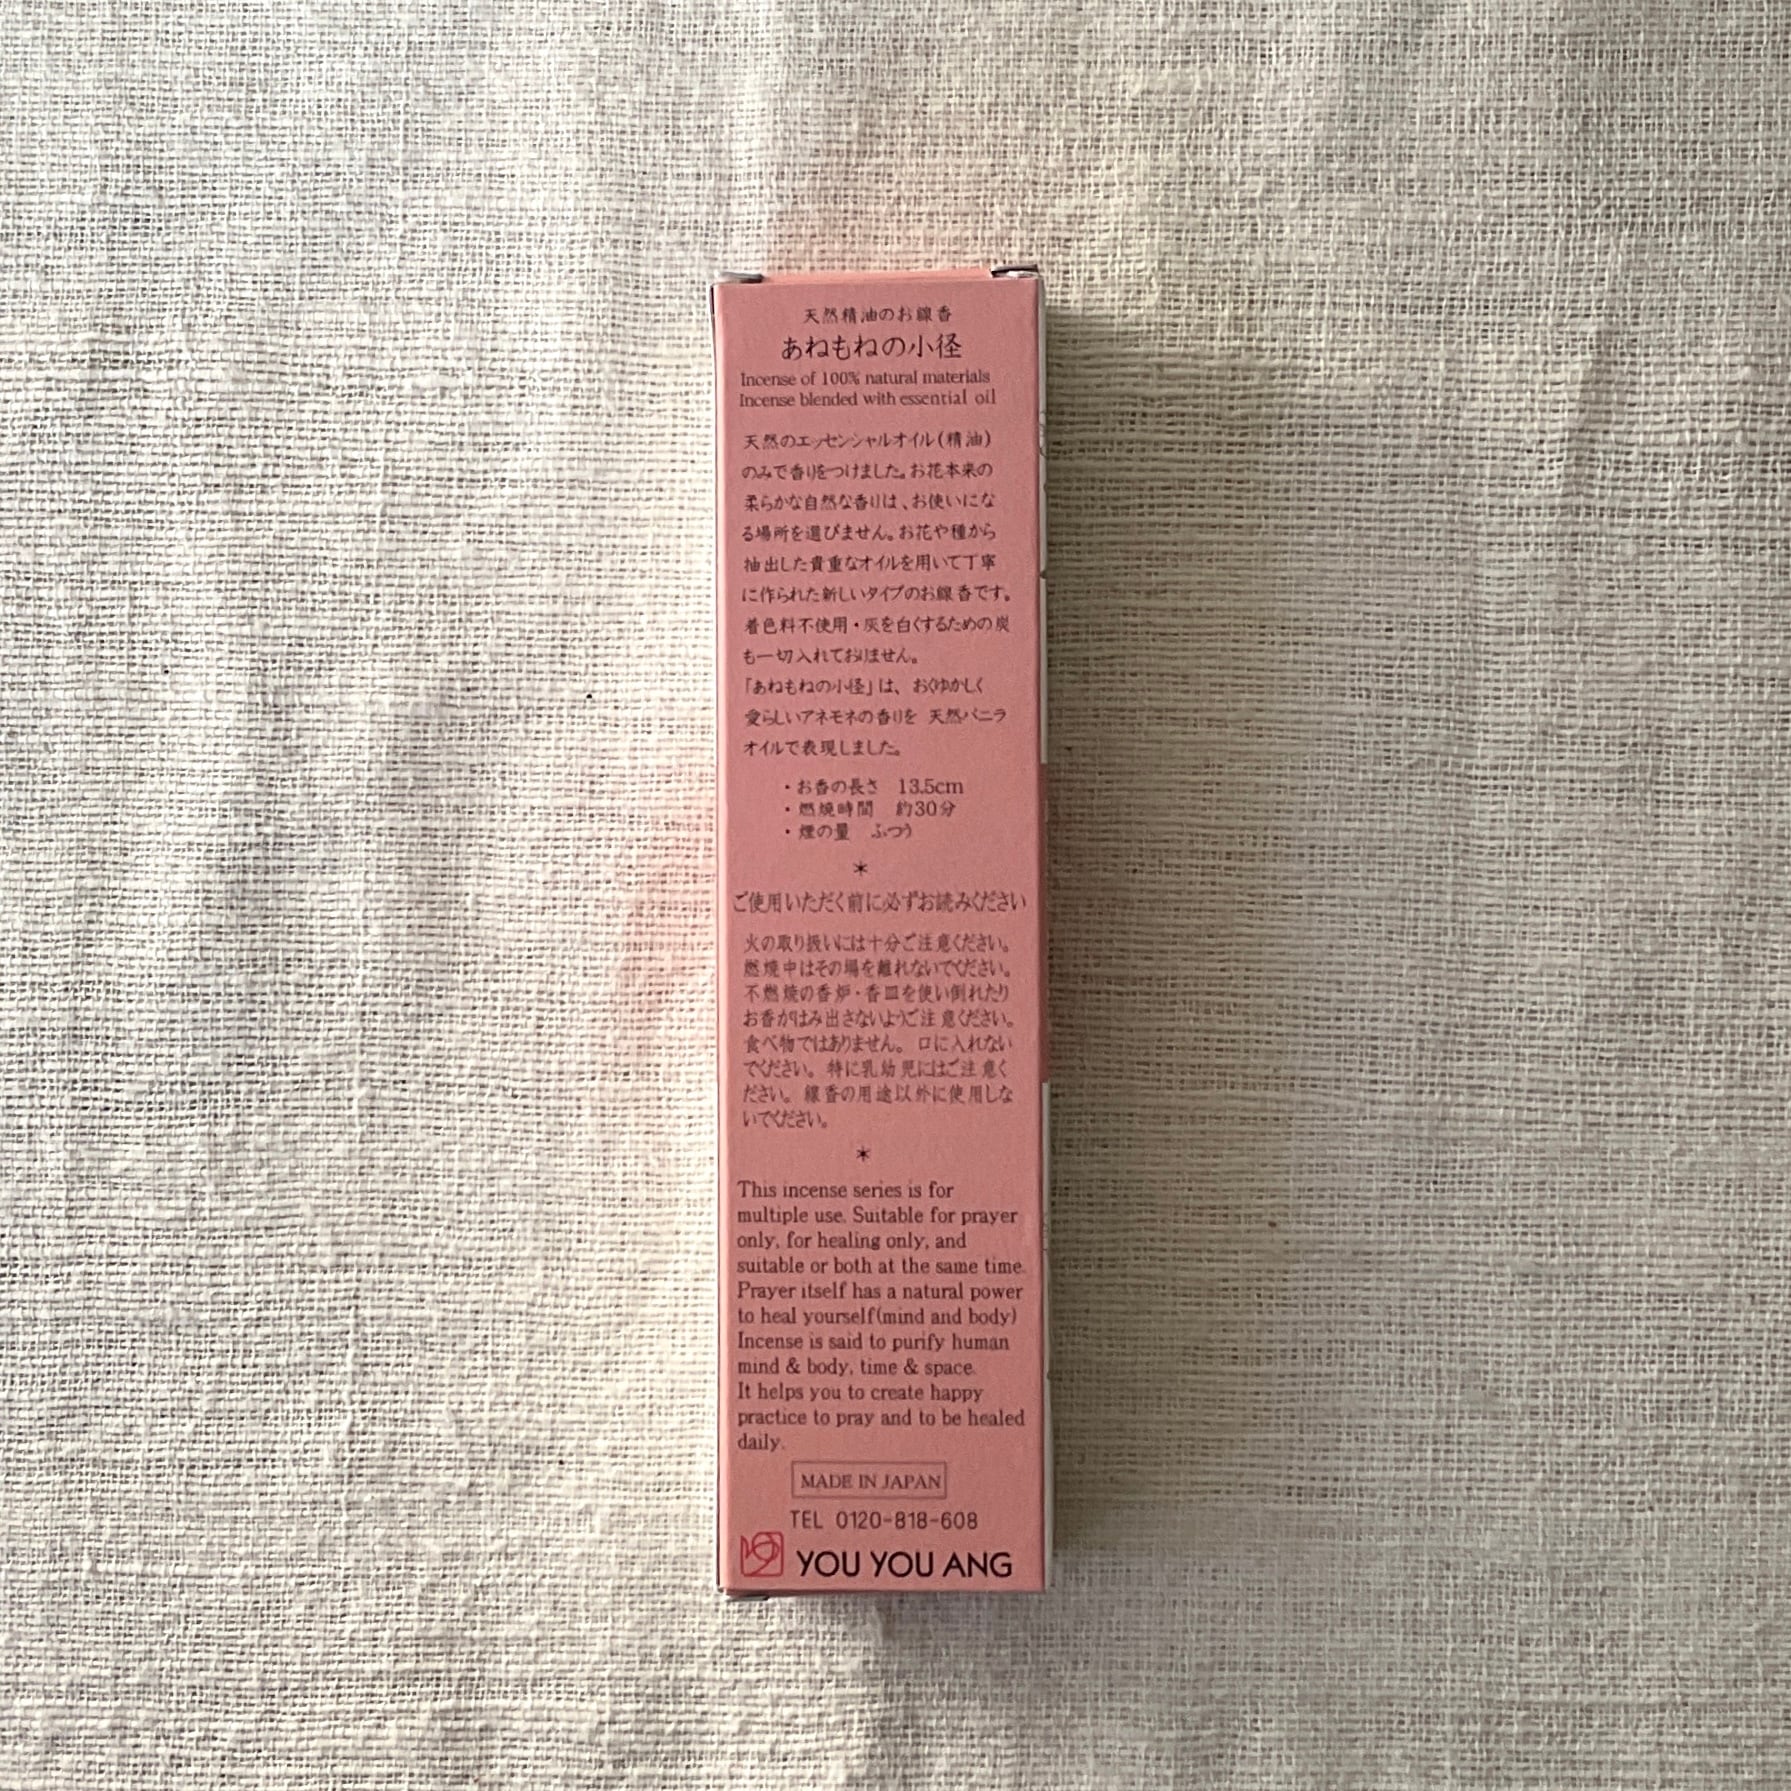 天然精油のお線香
あねもねの小径
Incense of 100% natural materials
Incense blended with essential oil
天然のエッセンシャルオイル(精油)
のみで香りをつけました。お花本来の
柔らかな自然な香りは、お使いにな
る場所を選びません。お花や種から
抽出した貴重なオイルを用いて丁寧
に作られた新しいタイプのお線香です。
着色料不使用・灰を白くするための炭
も一切入れておりません。
「あねもねの小径」は、おくゆかしく
愛らしいアネモネの香りを 天然バニラ
オイルで表現しました。
・お香の長さ 13.5cm
・燃焼時間 約30分
・煙の量 ふつう
*
ご使用いただく前に必ずお読みください
火の取り扱いには十分ご注意ください。
燃焼中はその場を離れないでください。
不燃焼の香炉・香皿を使い倒れたり
お香がはみ出さないようご注意ください。
食べ物ではありません。口に入れない
でください。特に乳幼児にはご注意く
ださい。線香の用途以外に使用しな
いでください。
*
This incense series is for
multiple use. Suitable for prayer
only, for healing only, and
suitable or both at the same time.
Prayer itself has a natural power
to heal yourself(mind and body)
Incense is said to purify human
mind & body, time & space.
It helps you to create happy
practice to pray and to be healed
daily.
MADE IN JAPAN
TEL 0120-818-608
YOU YOU ANG